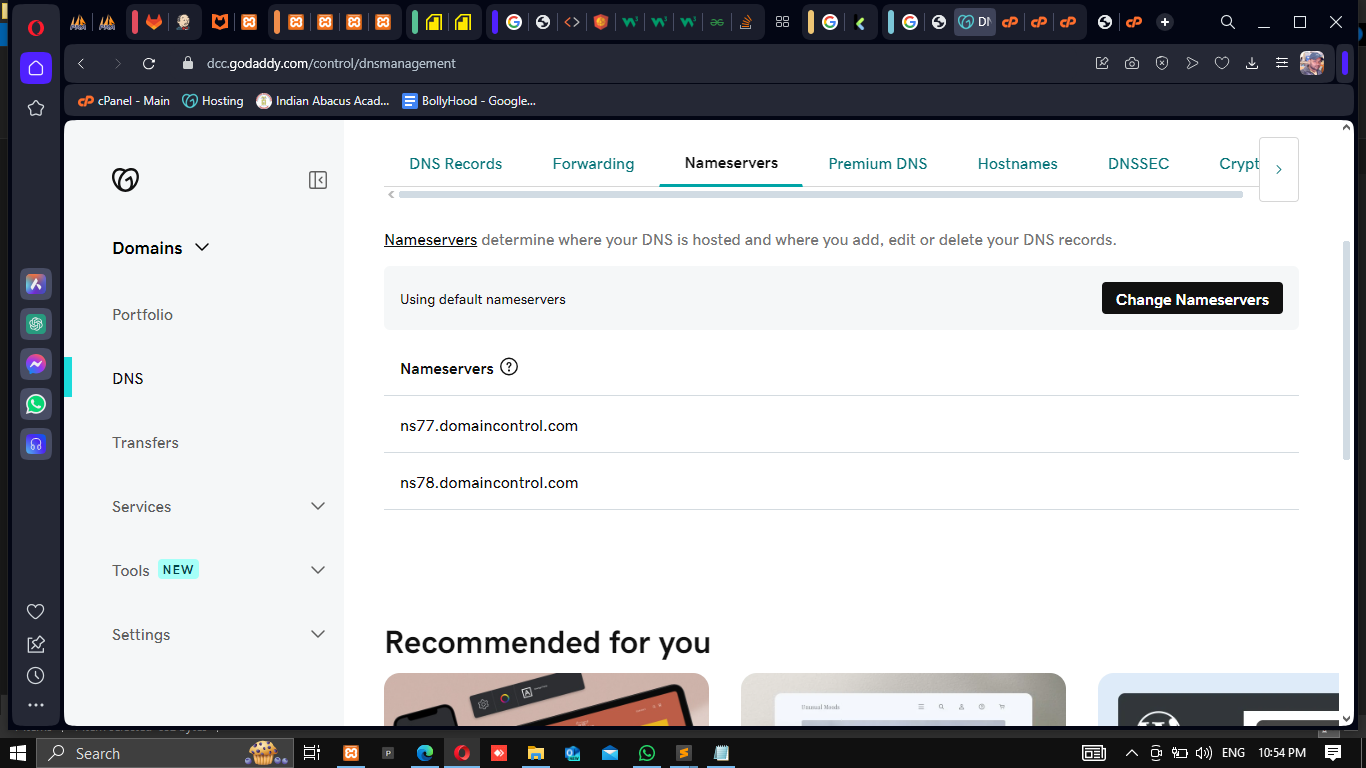 DN
dcc.godaddy.com/control/dnsmanagement
cPanel - Main
Hosting
Indian Abacus Acad...
BollyHood - Google...
DNS Records
Forwarding
Nameservers
Premium DNS
Hostnames
DNSSEC
Crypt
Domains
Portfolio
DNS
Transfers
Services
Tools NEW
Settings
Nameservers determine where your DNS is hosted and where you add, edit or delete your DNS records.
Using default nameservers
Change Nameservers
Nameservers ?
ns77.domaincontrol.com
ns78.domaincontrol.com
Recommended for you
Unusual Moods
Search
ENG
10:54 PM